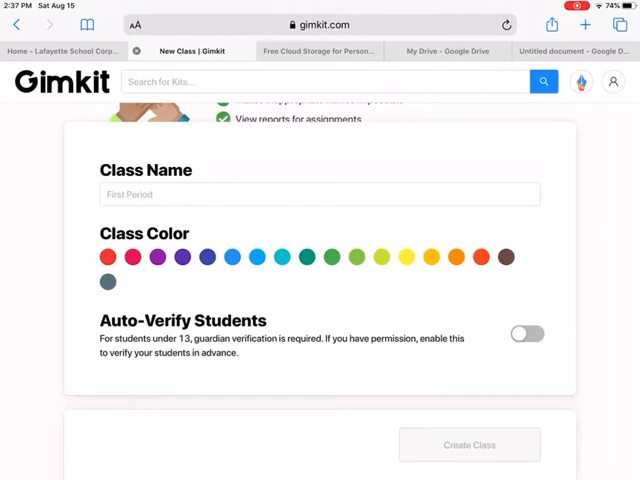 2:37 PM Sat Aug 15
74%
AA
gimkit.com
Home - Lafayette School Corp...
New Class | Gimkit
Free Cloud Storage for Person...
My Drive - Google Drive
Untitled document - Google D...
Gimkit
Search for Kits...
View reports for assignments
Class Name
First Period
Class Color
Auto-Verify Students
For students under 13, guardian verification is required. If you have permission, enable this
to verify your students in advance.
Create Class